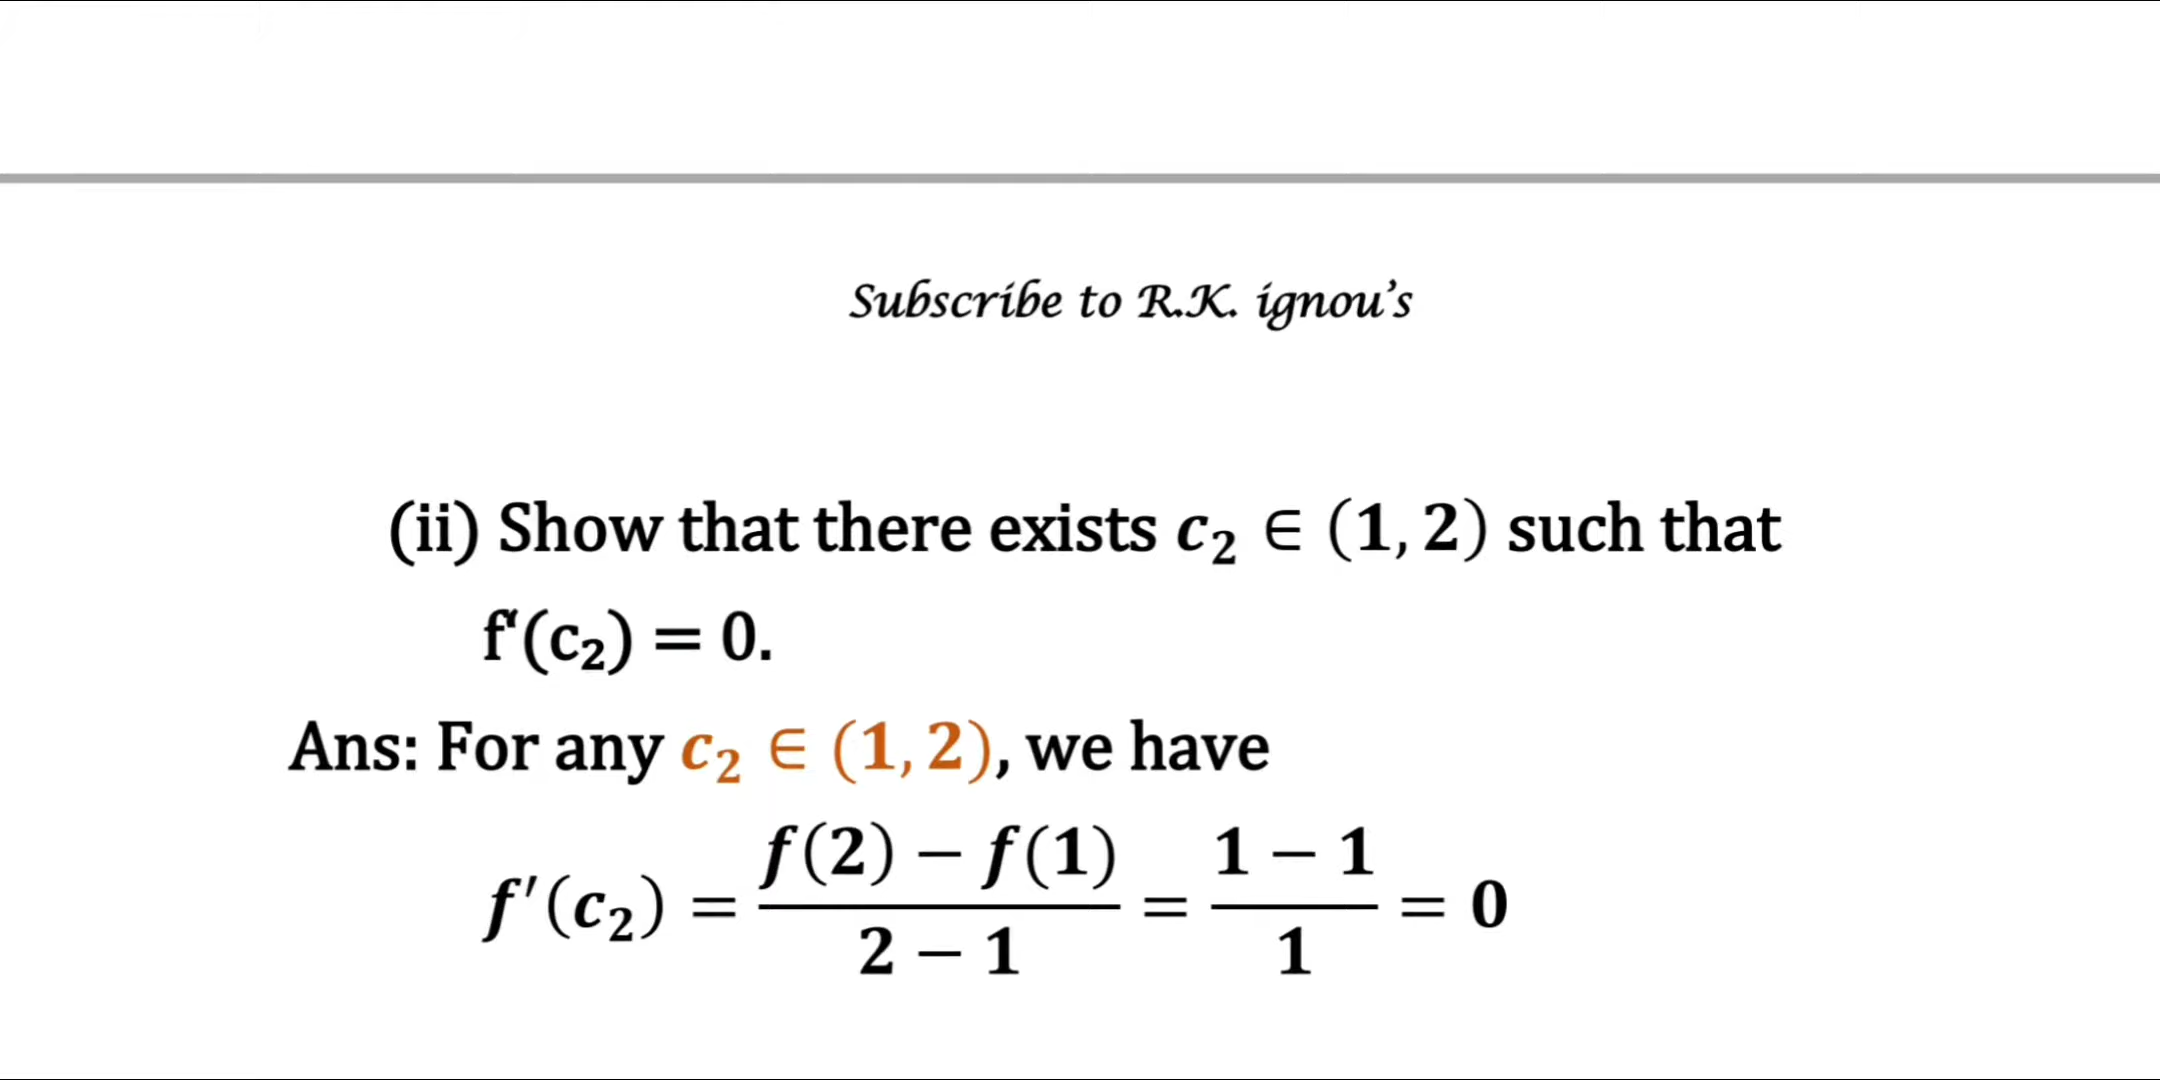 Subscribe to R.K. ignou’s
(ii) Show that there exists c₂ ∈ (1, 2) such that
f‘(c₂) = 0.
Ans: For any c₂ ∈ (1, 2), we have
f′(c₂) = (f(2) − f(1))/(2 − 1) = (1 − 1)/1 = 0